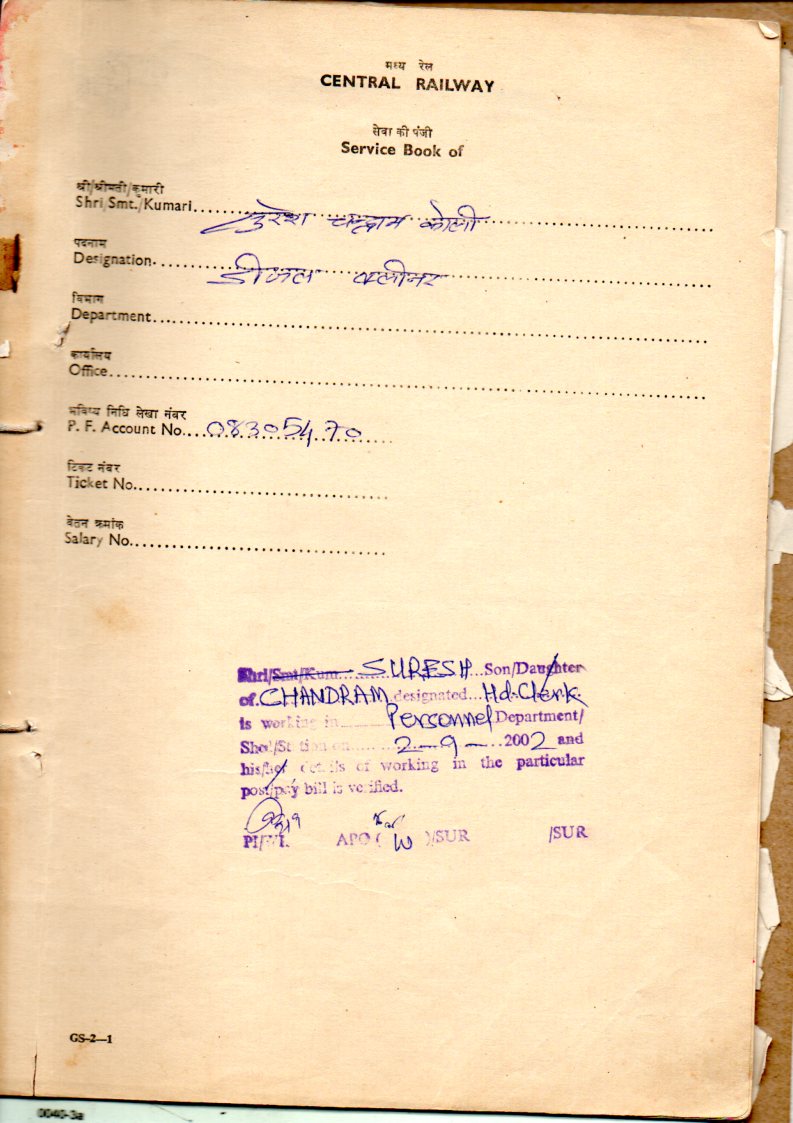 मध्य रेल
CENTRAL RAILWAY
सेवा की पंजी
Service Book of
श्री/श्रीमती/कुमारी
Shri/Smt./Kumari.......... सुरेश चन्द्राम कोली
पदनाम
Designation.......... डीजल क्लीनर
विभाग
Department..........
कार्यालय
Office..........
भविष्य निधि लेखा नंबर
P. F. Account No....08305470
टिकट नंबर
Ticket No..........
वेतन क्रमांक
Salary No..........
Shri/Smt/Kum.....SURESH...Son/Daughter
of.CHANDRAM designated...Hd.Clerk
is working in......Personnel Department/
Shed/Station on......2-9-...2002 and
his/her details of working in the particular
post/pay bill is verified.
PI/WI. APO (W)/SUR /SUR
GS-2—1
0040-3a